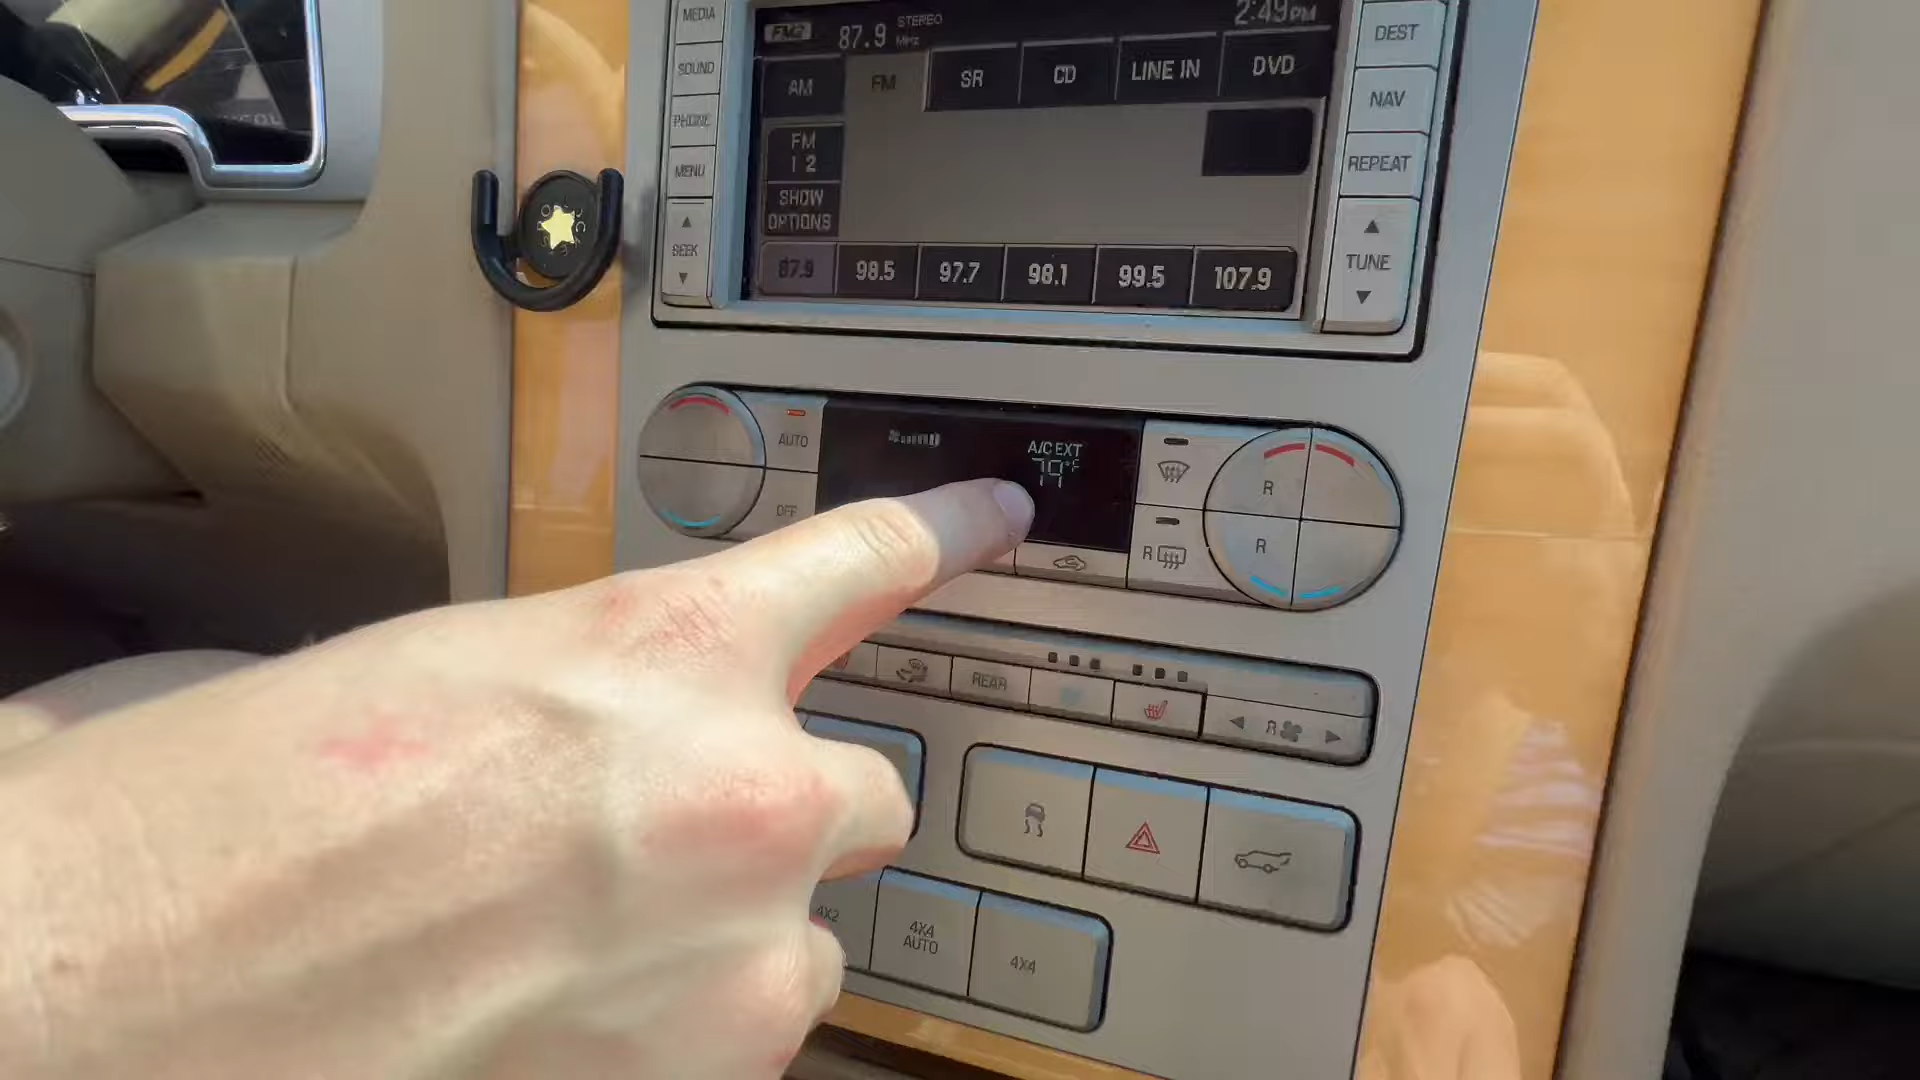 MEDIA
SOUND
PHONE
MENU
SEEK
FM2 87.9 STEREO
MHz
2:49PM
AM
FM
SR
CD
LINE IN
DVD
FM
1 2
SHOW
OPTIONS
87.9
98.5
97.7
98.1
99.5
107.9
DEST
NAV
REPEAT
TUNE
AUTO
OFF
A/C EXT
79°F
R
R
R
REAR
R
4X2
4X4
AUTO
4X4